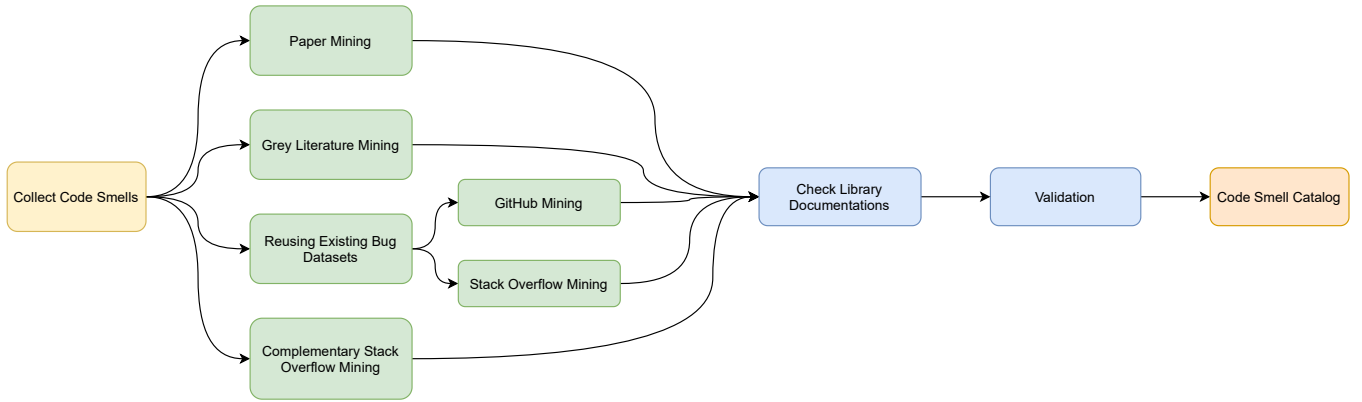 Collect Code Smells
Paper Mining
Grey Literature Mining
Reusing Existing Bug
Datasets
Complementary Stack
Overflow Mining
GitHub Mining
Stack Overflow Mining
Check Library
Documentations
Validation
Code Smell Catalog